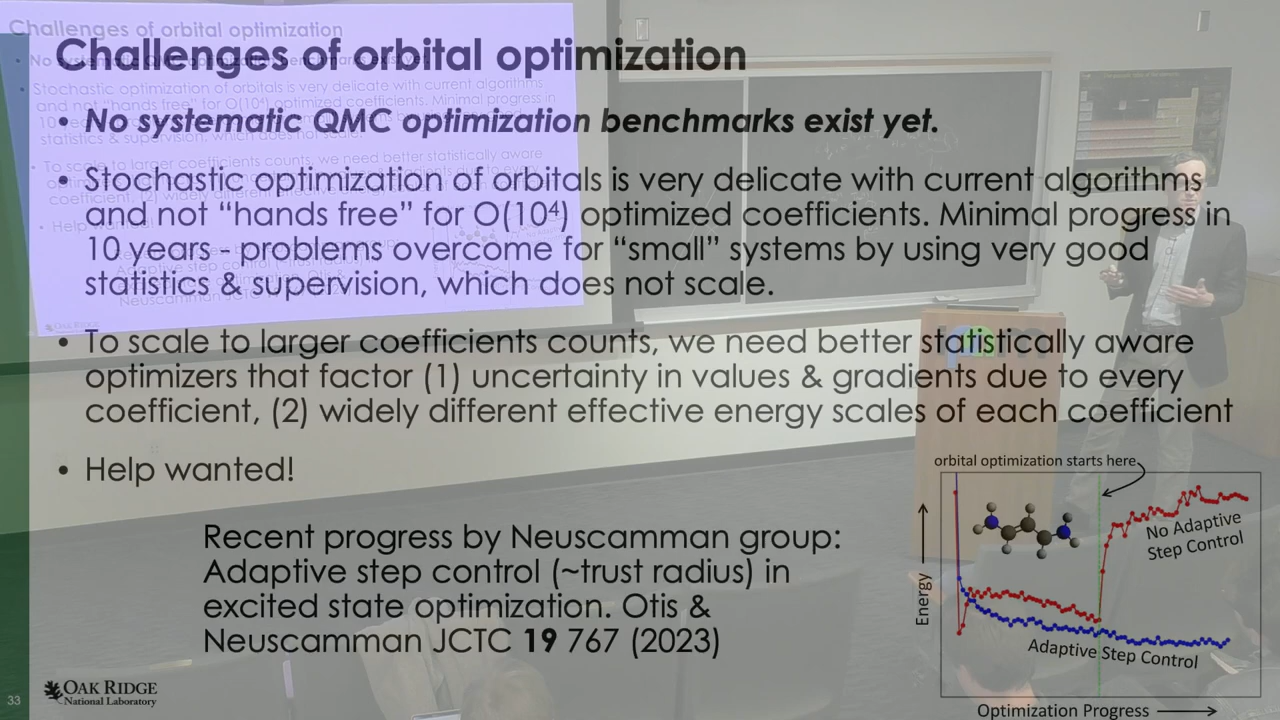 Challenges of orbital optimization
• No systematic QMC optimization benchmarks exist yet.
• Stochastic optimization of orbitals is very delicate with current algorithms
and not “hands free” for O(10⁴) optimized coefficients. Minimal progress in
10 years - problems overcome for “small” systems by using very good
statistics & supervision, which does not scale.
• To scale to larger coefficients counts, we need better statistically aware
optimizers that factor (1) uncertainty in values & gradients due to every
coefficient, (2) widely different effective energy scales of each coefficient
• Help wanted!
Recent progress by Neuscamman group:
Adaptive step control (~trust radius) in
excited state optimization. Otis &
Neuscamman JCTC 19 767 (2023)
orbital optimization starts here
No Adaptive
Step Control
Energy
Adaptive Step Control
Optimization Progress
33
OAK RIDGE
National Laboratory